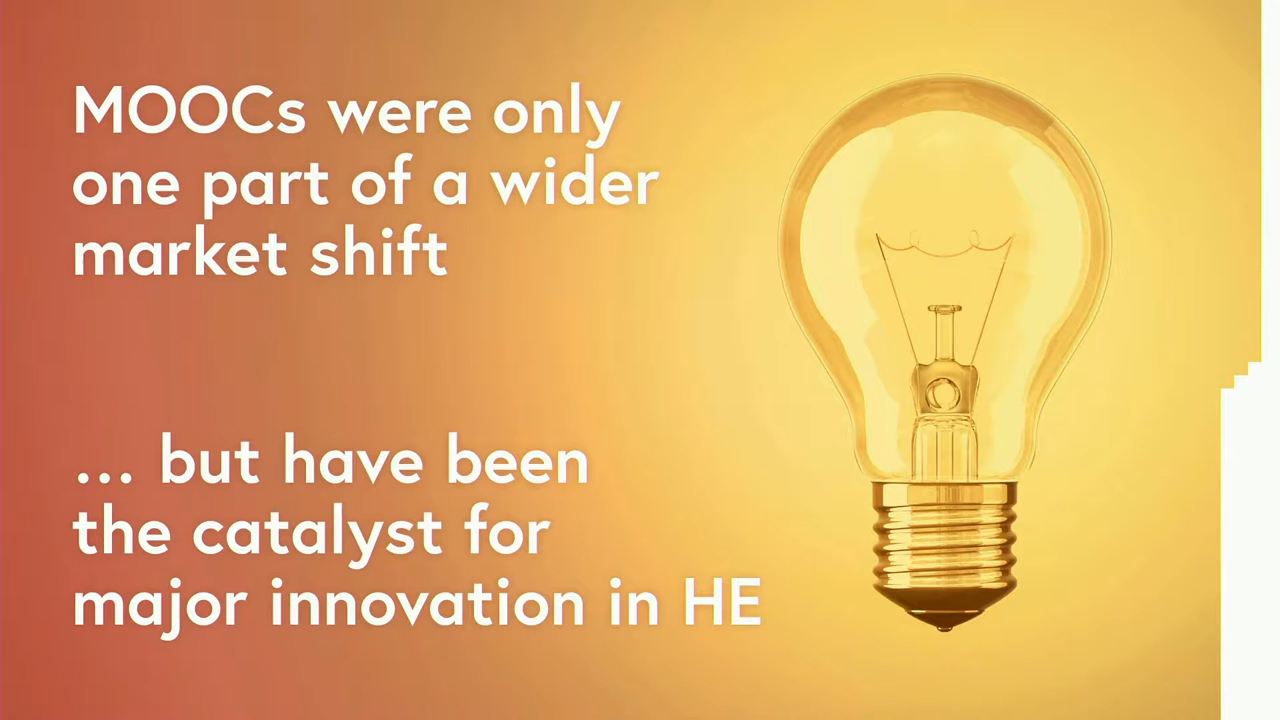 MOOCs were only
one part of a wider
market shift
... but have been
the catalyst for
major innovation in HE